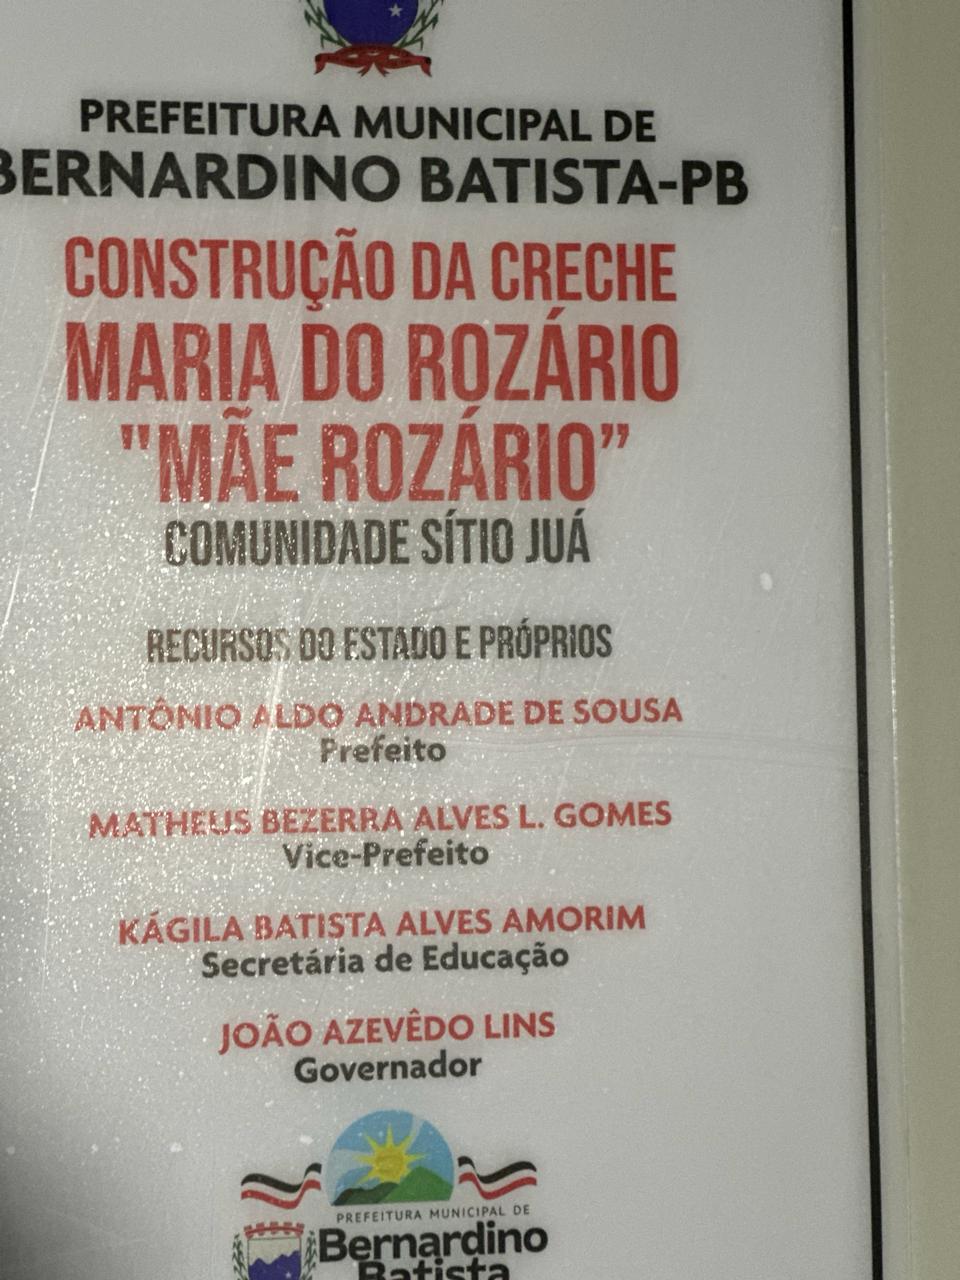 PREFEITURA MUNICIPAL DE
BERNARDINO BATISTA-PB
CONSTRUÇÃO DA CRECHE
MARIA DO ROZÁRIO
"MÃE ROZÁRIO”
COMUNIDADE SÍTIO JUÁ
RECURSOS DO ESTADO E PRÓPRIOS
ANTÔNIO ALDO ANDRADE DE SOUSA
Prefeito
MATHEUS BEZERRA ALVES L. GOMES
Vice-Prefeito
KÁGILA BATISTA ALVES AMORIM
Secretária de Educação
JOÃO AZEVÊDO LINS
Governador
PREFEITURA MUNICIPAL DE
Bernardino
Batista